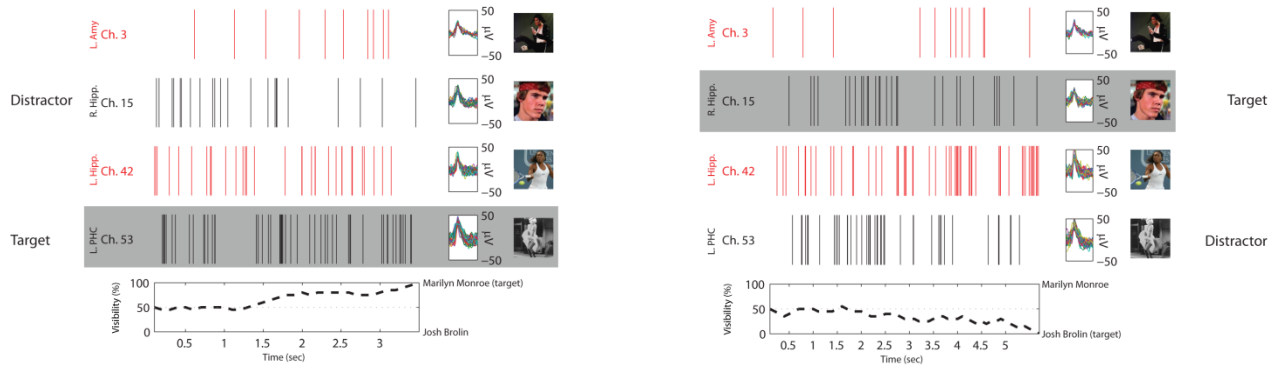 L. Amy Ch. 3 50 µV −50
Distractor R. Hipp. Ch. 15 50 µV −50
L. Hipp. Ch. 42 50 µV −50
Target L. PHC Ch. 53 50 µV −50
Visibility (%) 100 50 0
Marilyn Monroe (target)
Josh Brolin
0.5 1 1.5 2 2.5 3
Time (sec)
L. Amy Ch. 3 50 µV −50
R. Hipp. Ch. 15 50 µV −50 Target
L. Hipp. Ch. 42 50 µV −50
L. PHC Ch. 53 50 µV −50 Distractor
Visibility (%) 100 50 0
Marilyn Monroe
Josh Brolin (target)
0.5 1 1.5 2 2.5 3 3.5 4 4.5 5
Time (sec)